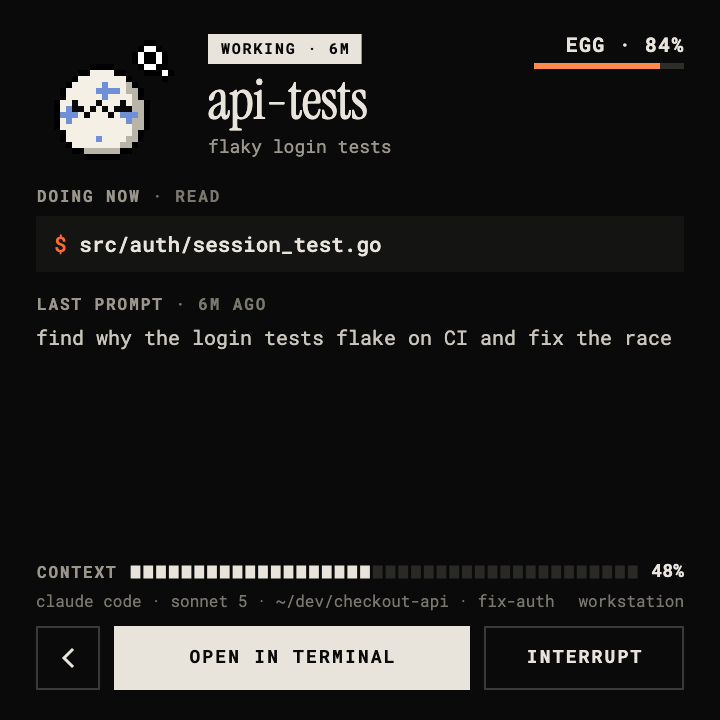 WORKING · 6M
EGG · 84%
api-tests
flaky login tests
DOING NOW · READ
$ src/auth/session_test.go
LAST PROMPT · 6M AGO
find why the login tests flake on CI and fix the race
CONTEXT 48%
claude code · sonnet 5 · ~/dev/checkout-api · fix-auth workstation
OPEN IN TERMINAL
INTERRUPT